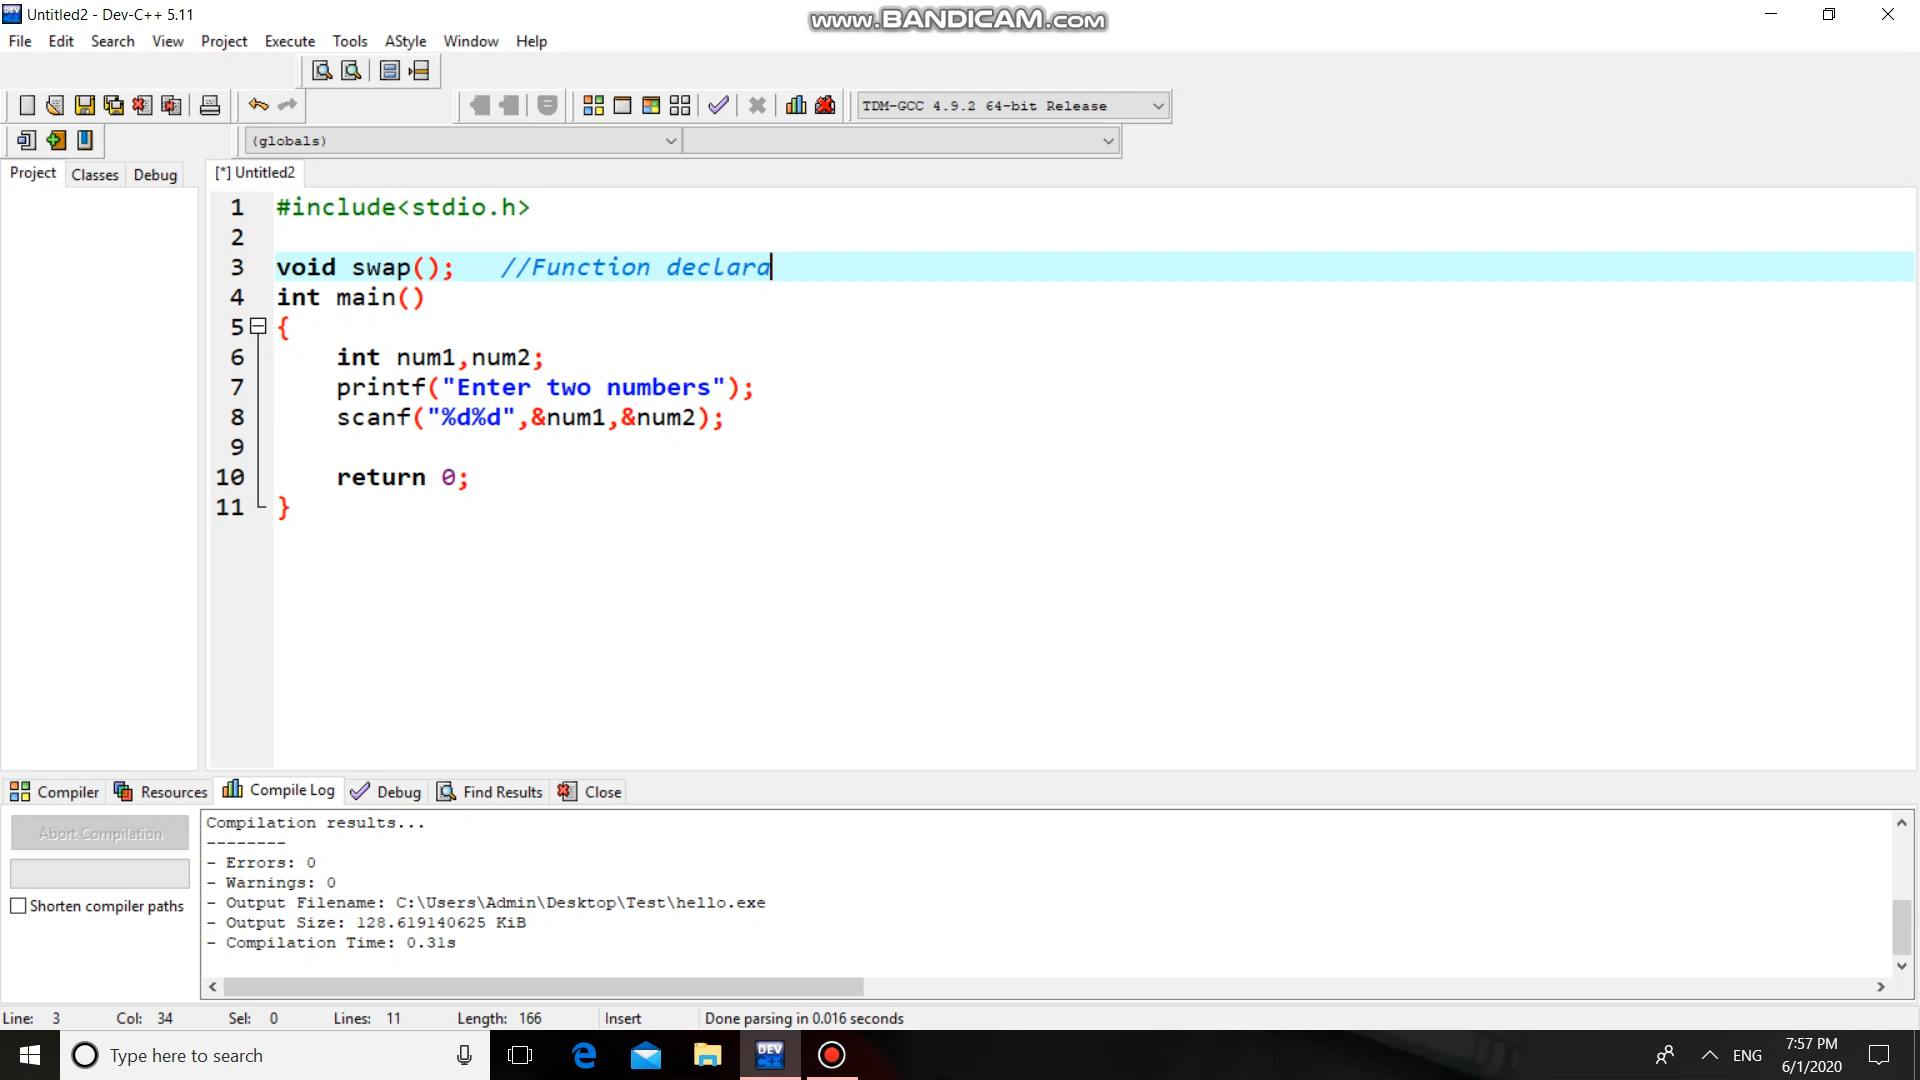 Untitled2 - Dev-C++ 5.11
www.BANDICAM.com
File Edit Search View Project Execute Tools AStyle Window Help
TDM-GCC 4.9.2 64-bit Release
(globals)
Project Classes Debug
[*] Untitled2
1 #include<stdio.h>
2
3 void swap(); //Function declara
4 int main()
5 {
6 int num1,num2;
7 printf("Enter two numbers");
8 scanf("%d%d",&num1,&num2);
9
10 return 0;
11 }
Compiler Resources Compile Log Debug Find Results Close
Abort Compilation
Shorten compiler paths
Compilation results...
--------
- Errors: 0
- Warnings: 0
- Output Filename: C:\Users\Admin\Desktop\Test\hello.exe
- Output Size: 128.619140625 KiB
- Compilation Time: 0.31s
Line: 3 Col: 34 Sel: 0 Lines: 11 Length: 166 Insert Done parsing in 0.016 seconds
Type here to search
DEV
ENG
7:57 PM
6/1/2020